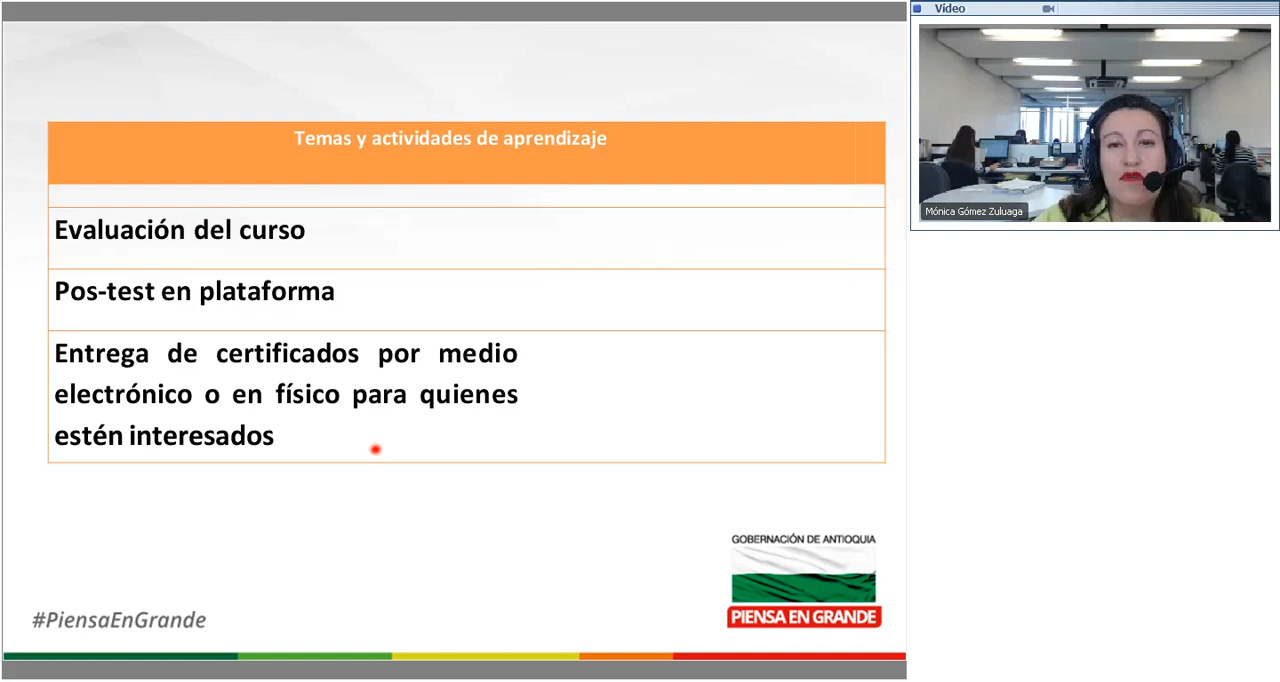 Vídeo
Mónica Gómez Zuluaga
Temas y actividades de aprendizaje
Evaluación del curso
Pos-test en plataforma
Entrega de certificados por medio
electrónico o en físico para quienes
estén interesados
GOBERNACIÓN DE ANTIOQUIA
PIENSA EN GRANDE
#PiensaEnGrande